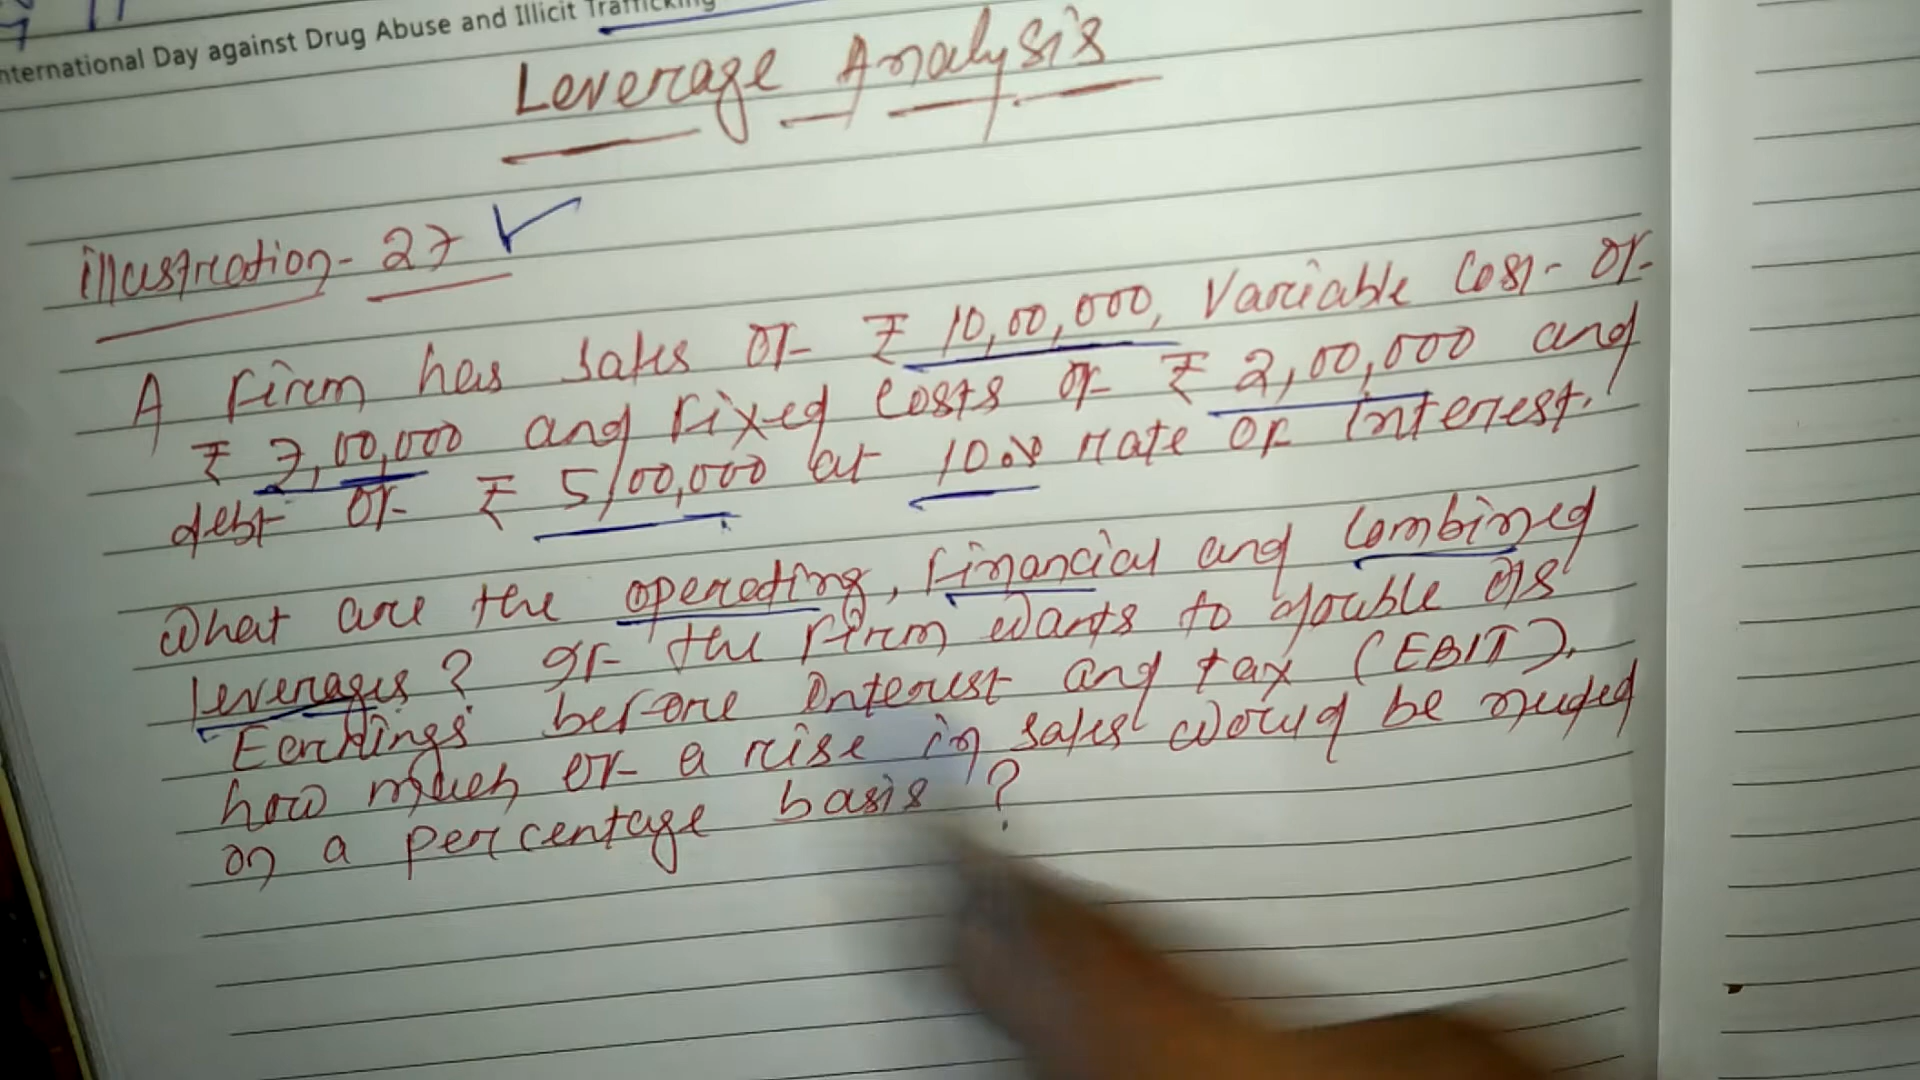 International Day against Drug Abuse and Illicit Trafficking
Leverage Analysis
illustration - 27
A firm has sales of ₹ 10,00,000, Variable Cost of
₹ 7,00,000 and fixed costs of ₹ 2,00,000 and
debt of ₹ 5,00,000 at 10% rate of interest.
What are the operating, financial and combined
leverages? If the firm wants to double its
Earnings before interest and tax (EBIT),
how much of a rise in sales would be needed
on a percentage basis?